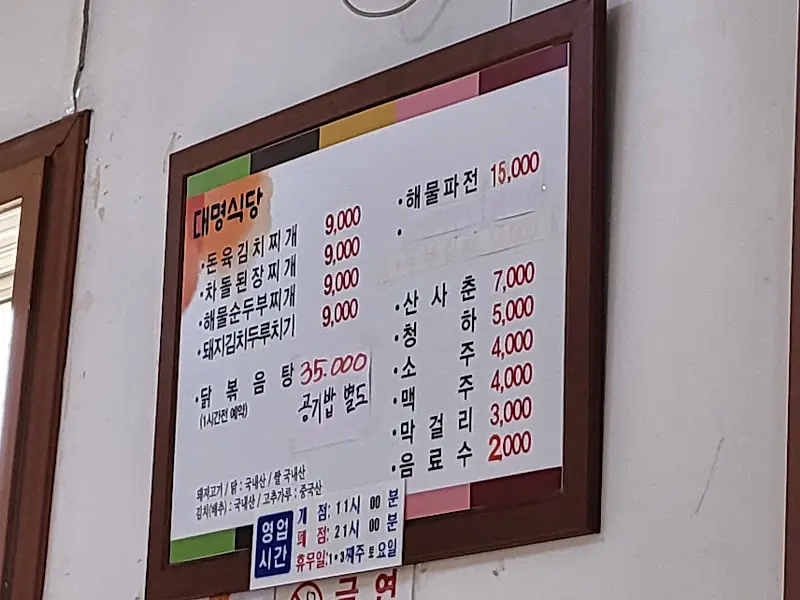 대명식당
·돈육김치찌개 9,000
·차돌된장찌개 9,000
·해물순두부찌개 9,000
·돼지김치두루치기 9,000
·닭볶음탕 35.000
(1시간전 예약) 공기밥 별도
·해물파전 15,000
·
·산사춘 7,000
·청하 5,000
·소주 4,000
·맥주 4,000
·막걸리 3,000
·음료수 2000
돼지고기 / 닭 : 국내산 / 쌀 국내산
김치(배추) : 국내산 / 고추가루 : 중국산
영업시간
개점: 11시 00분
폐점: 21시 00분
휴무일:1·3째주 토요일
금연